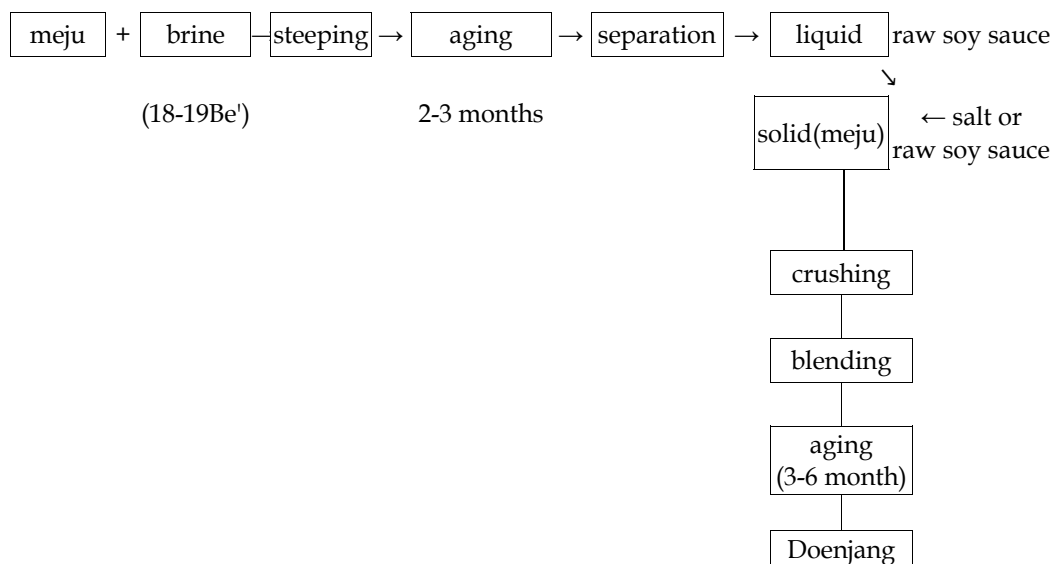 meju + brine steeping → aging → separation → liquid raw soy sauce
↘
(18-19Be') 2-3 months
solid(meju) ← salt or
raw soy sauce
crushing
blending
aging
(3-6 month)
Doenjang